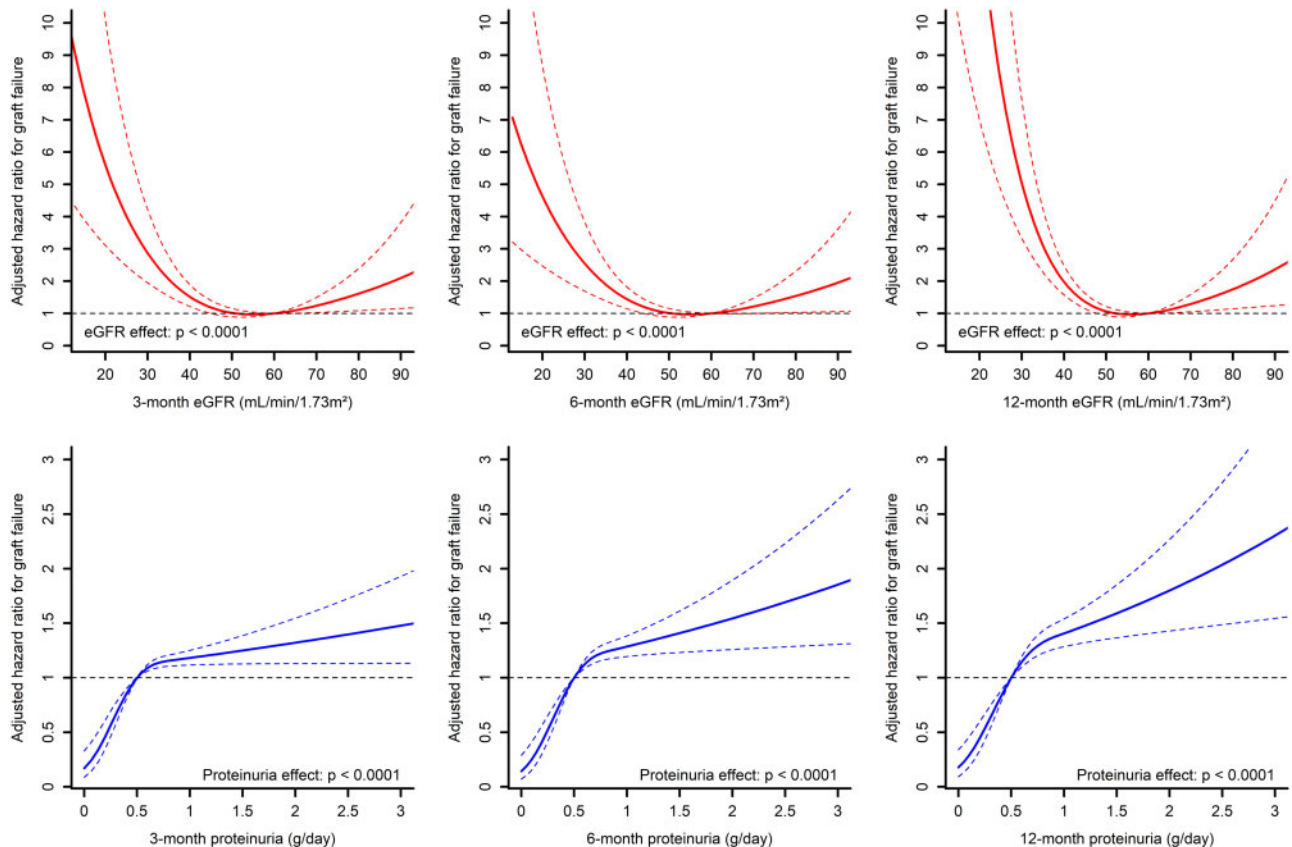 Adjusted hazard ratio for graft failure
10
9
8
7
6
5
4
3
2
1
0
eGFR effect: p < 0.0001
20 30 40 50 60 70 80 90
3-month eGFR (mL/min/1.73m²)
Adjusted hazard ratio for graft failure
10
9
8
7
6
5
4
3
2
1
0
eGFR effect: p < 0.0001
20 30 40 50 60 70 80 90
6-month eGFR (mL/min/1.73m²)
Adjusted hazard ratio for graft failure
10
9
8
7
6
5
4
3
2
1
0
eGFR effect: p < 0.0001
20 30 40 50 60 70 80 90
12-month eGFR (mL/min/1.73m²)
Adjusted hazard ratio for graft failure
3
2.5
2
1.5
1
0.5
0
Proteinuria effect: p < 0.0001
0 0.5 1 1.5 2 2.5 3
3-month proteinuria (g/day)
Adjusted hazard ratio for graft failure
3
2.5
2
1.5
1
0.5
0
Proteinuria effect: p < 0.0001
0 0.5 1 1.5 2 2.5 3
6-month proteinuria (g/day)
Adjusted hazard ratio for graft failure
3
2.5
2
1.5
1
0.5
0
Proteinuria effect: p < 0.0001
0 0.5 1 1.5 2 2.5 3
12-month proteinuria (g/day)